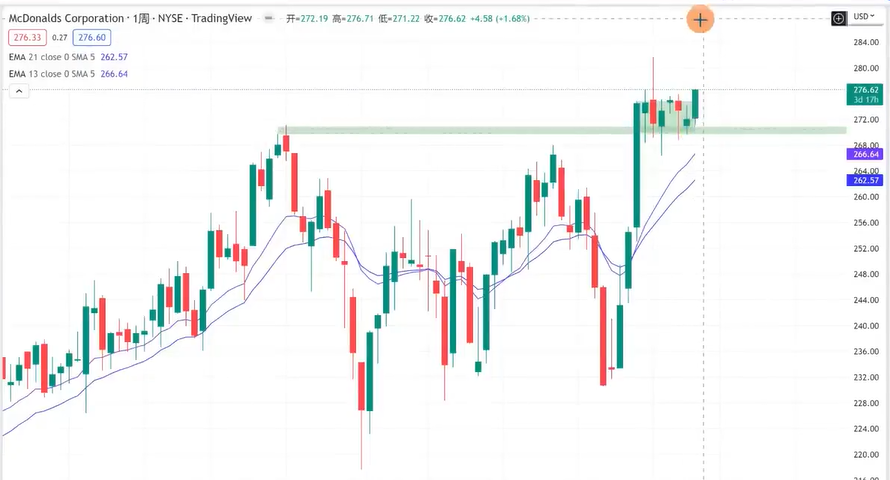 McDonalds Corporation · 1周 · NYSE · TradingView
开=272.19 高=276.71 低=271.22 收=276.62 +4.58 (+1.68%)
USD
276.33 0.27 276.60
EMA 21 close 0 SMA 5 262.57
EMA 13 close 0 SMA 5 266.64
284.00
280.00
276.62
3d 17h
272.00
268.00
266.64
264.00
262.57
260.00
256.00
252.00
248.00
244.00
240.00
236.00
232.00
228.00
224.00
220.00
216.00